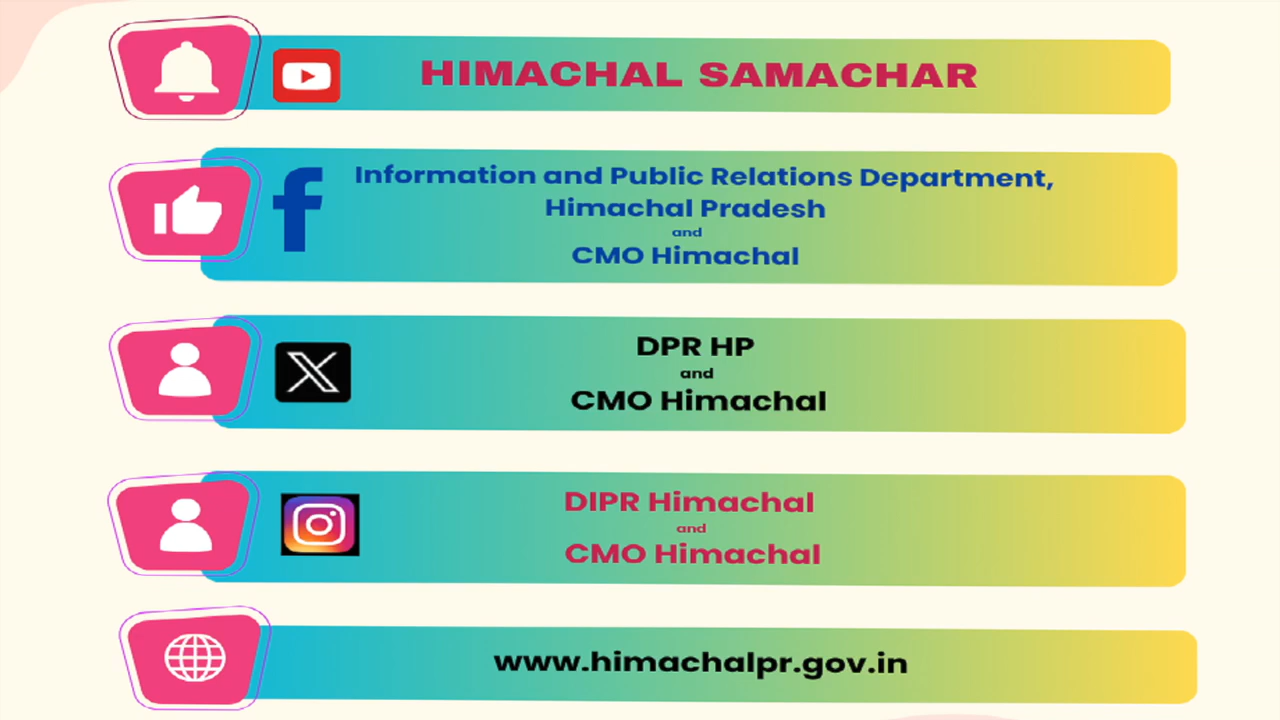 HIMACHAL SAMACHAR
Information and Public Relations Department,
Himachal Pradesh
and
CMO Himachal
DPR HP
and
CMO Himachal
DIPR Himachal
and
CMO Himachal
www.himachalpr.gov.in